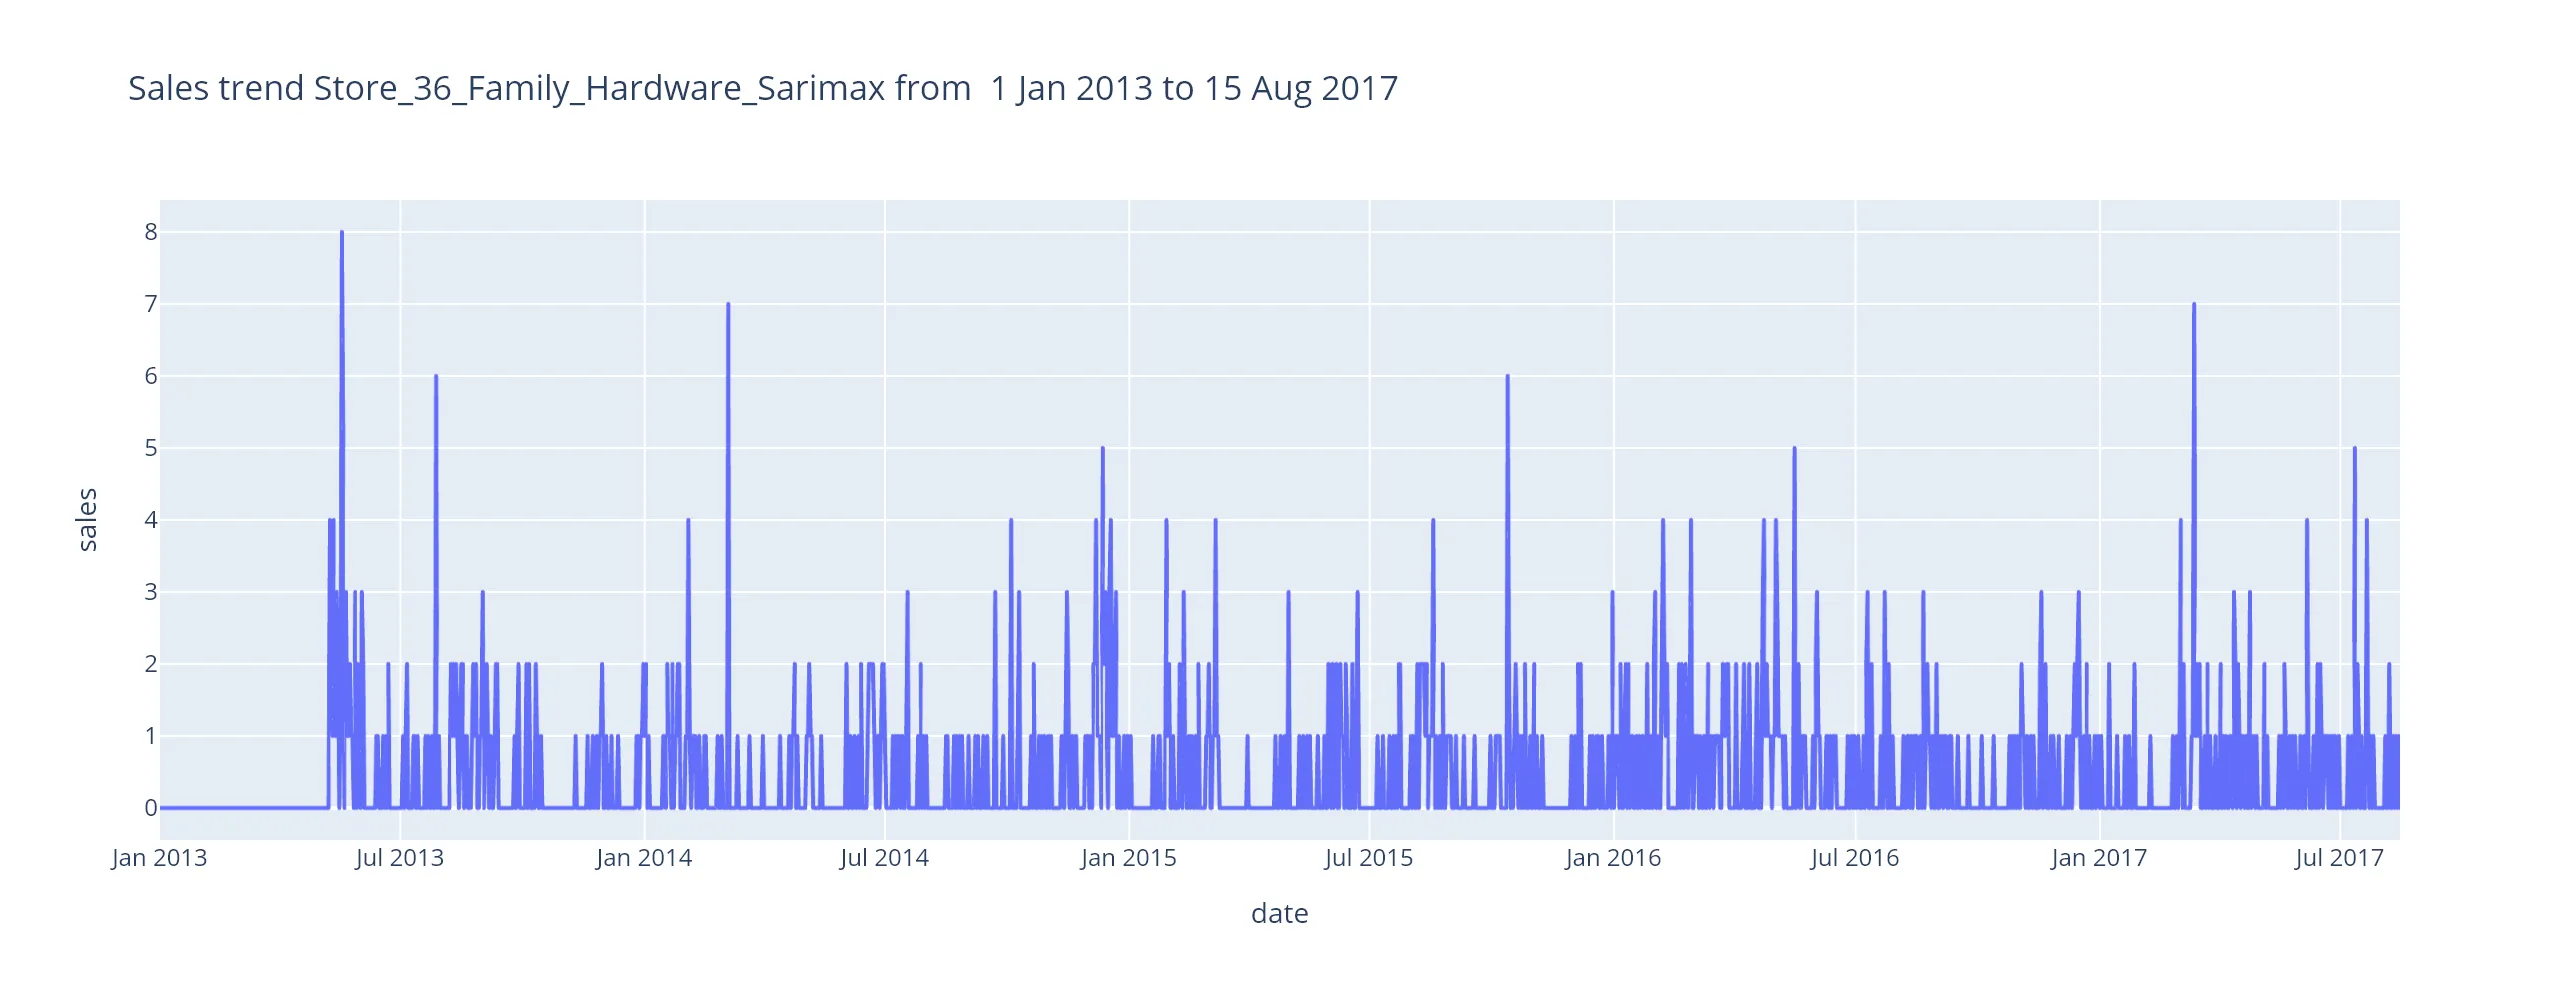 Sales trend Store_36_Family_Hardware_Sarimax from  1 Jan 2013 to 15 Aug 2017
8
7
6
5
4
3
2
1
0
sales
Jan 2013 Jul 2013 Jan 2014 Jul 2014 Jan 2015 Jul 2015 Jan 2016 Jul 2016 Jan 2017 Jul 2017
date